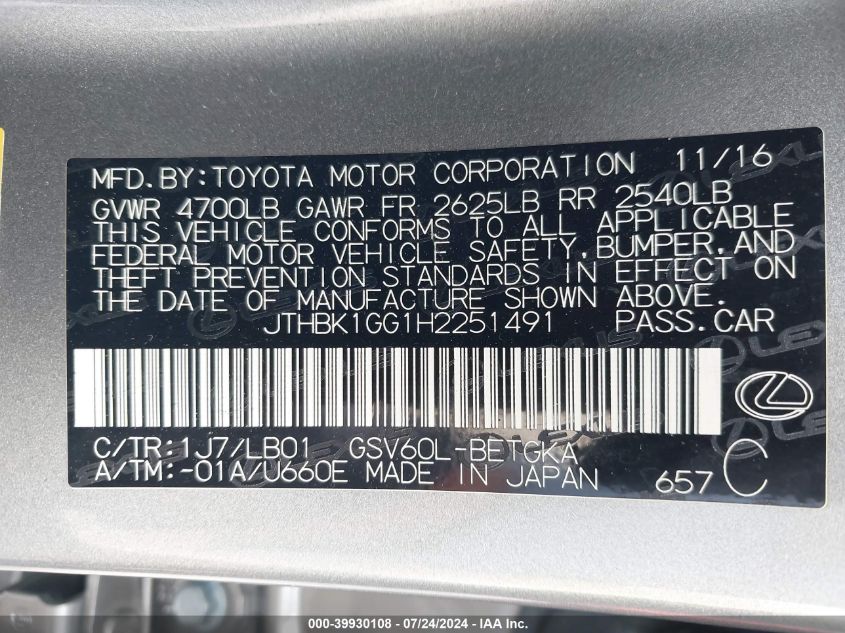 MFD.BY:TOYOTA MOTOR CORPORATION 11/16
GVWR 4700LB GAWR FR 2625LB RR 2540LB
THIS VEHICLE CONFORMS TO ALL APPLICABLE
FEDERAL MOTOR VEHICLE SAFETY,BUMPER,AND
THEFT PREVENTION STANDARDS IN EFFECT ON
THE DATE OF MANUFACTURE SHOWN ABOVE.
JTHBK1GG1H2251491 PASS.CAR
C/TR:1J7/LB01 GSV60L-BETGKA
A/TM:-01A/U660E MADE IN JAPAN 657 C
000-39930108 / 07/24/2024 - Copyright © IAA.